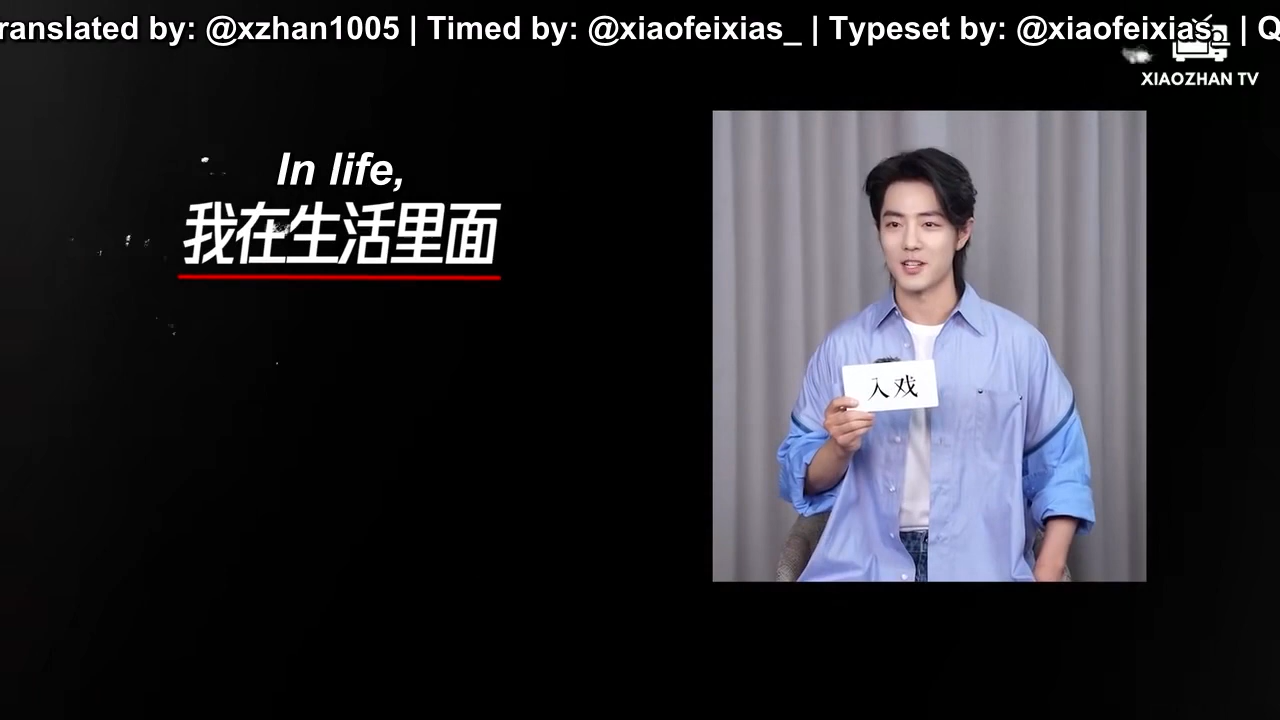 ranslated by: @xzhan1005 | Timed by: @xiaofeixias_ | Typeset by: @xiaofeixias_ | Q
XIAOZHAN TV
In life,
我在生活里面
入戏